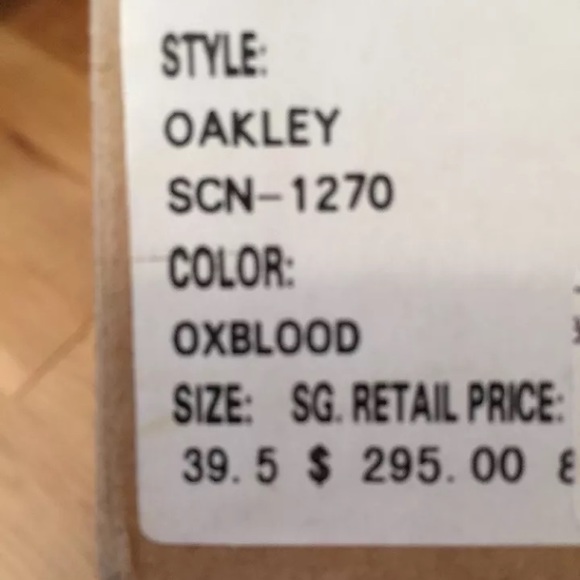 STYLE:
OAKLEY
SCN-1270
COLOR:
OXBLOOD
SIZE: SG. RETAIL PRICE:
39.5 $ 295.00